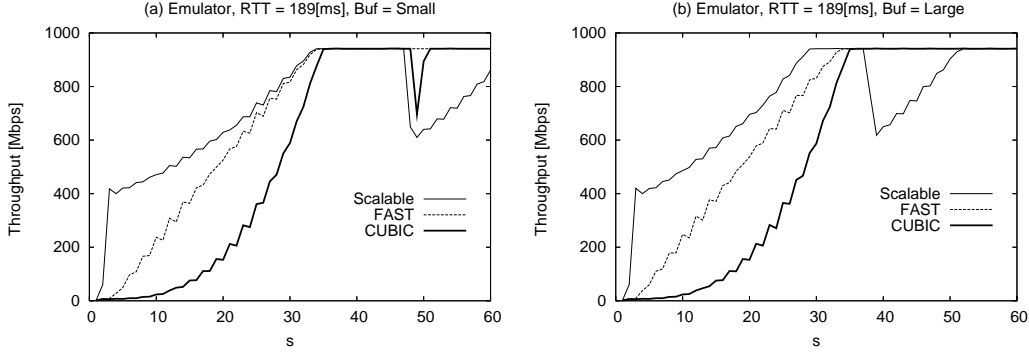 (a) Emulator, RTT = 189[ms], Buf = Small
Throughput [Mbps]
1000
800
600
400
200
0
Scalable
FAST
CUBIC
0 10 20 30 40 50 60
s
(b) Emulator, RTT = 189[ms], Buf = Large
Throughput [Mbps]
1000
800
600
400
200
0
Scalable
FAST
CUBIC
0 10 20 30 40 50 60
s